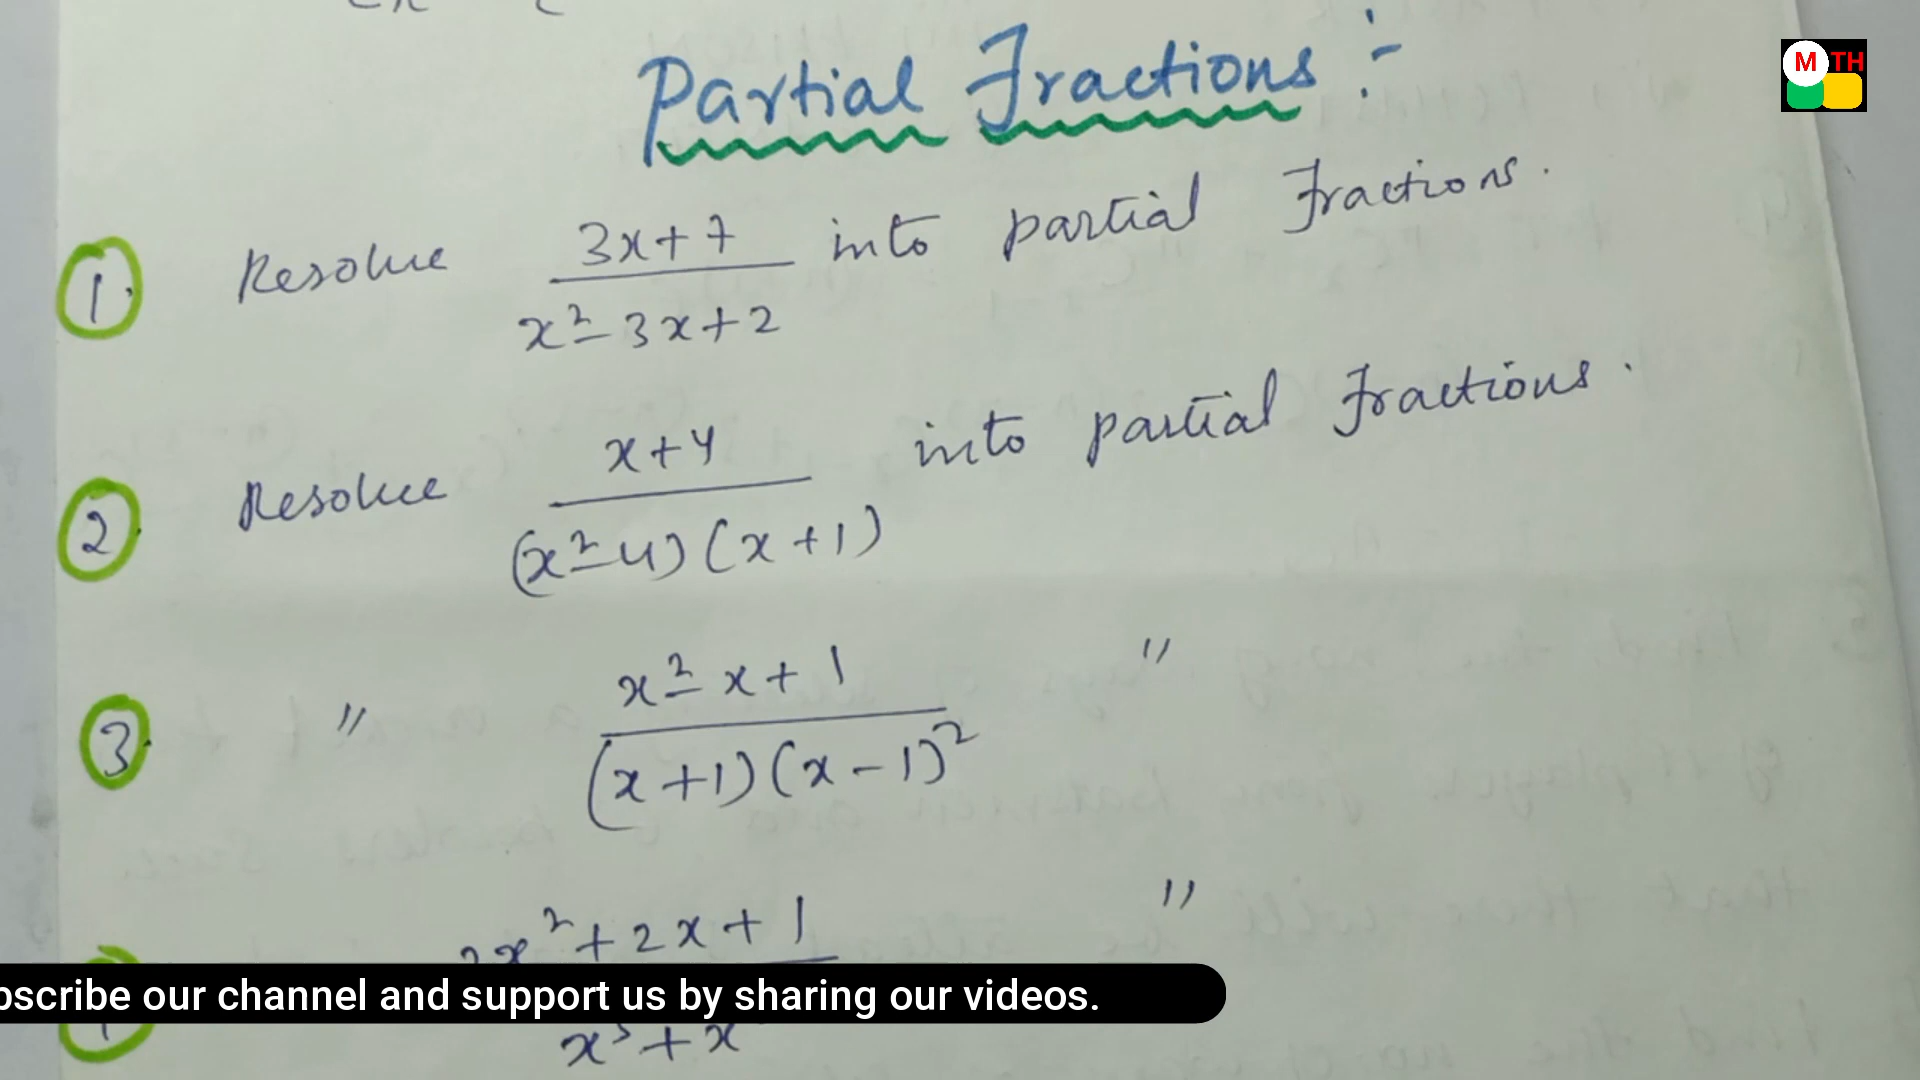 Partial Fractions :-
M TH
1. Resolve 3x+7 into partial Fractions.
x²-3x+2
2. Resolve x+4 into partial Fractions.
(x²-4)(x+1)
3. " x²-x+1 "
(x+1)(x-1)²
x²+2x+1 "
bscribe our channel and support us by sharing our videos.
x³+x